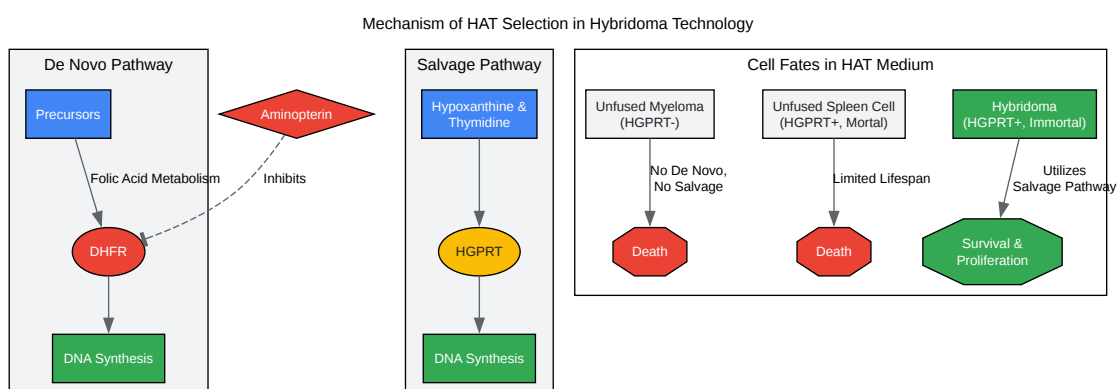 Mechanism of HAT Selection in Hybridoma Technology
De Novo Pathway
Precursors
Aminopterin
Folic Acid Metabolism
Inhibits
DHFR
DNA Synthesis
Salvage Pathway
Hypoxanthine &
Thymidine
HGPRT
DNA Synthesis
Cell Fates in HAT Medium
Unfused Myeloma
(HGPRT-)
No De Novo,
No Salvage
Death
Unfused Spleen Cell
(HGPRT+, Mortal)
Limited Lifespan
Death
Hybridoma
(HGPRT+, Immortal)
Utilizes
Salvage Pathway
Survival &
Proliferation